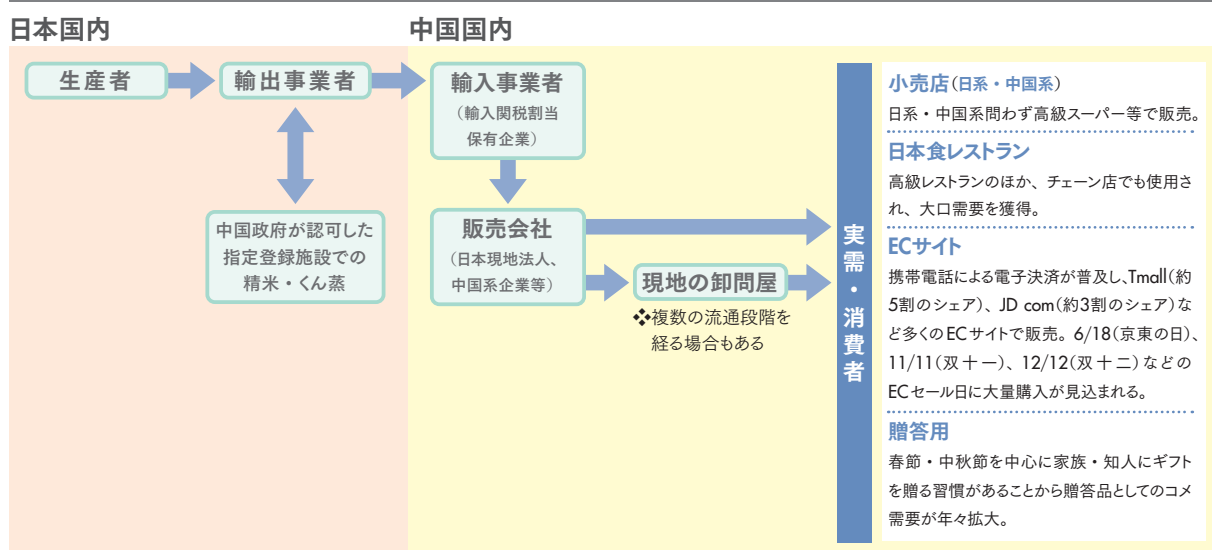 日本国内
中国国内
生産者
輸出事業者
中国政府が認可した
指定登録施設での
精米・くん蒸
輸入事業者
（輸入関税割当
保有企業）
販売会社
（日本現地法人、
中国系企業等）
現地の卸問屋
❖複数の流通段階を
経る場合もある
実需・消費者
小売店（日系・中国系）
日系・中国系問わず高級スーパー等で販売。
日本食レストラン
高級レストランのほか、チェーン店でも使用さ
れ、大口需要を獲得。
ECサイト
携帯電話による電子決済が普及し、Tmall（約
5割のシェア）、JD com（約3割のシェア）な
ど多くのECサイトで販売。6/18（京東の日）、
11/11（双十一）、12/12（双十二）などの
ECセール日に大量購入が見込まれる。
贈答用
春節・中秋節を中心に家族・知人にギフト
を贈る習慣があることから贈答品としてのコメ
需要が年々拡大。